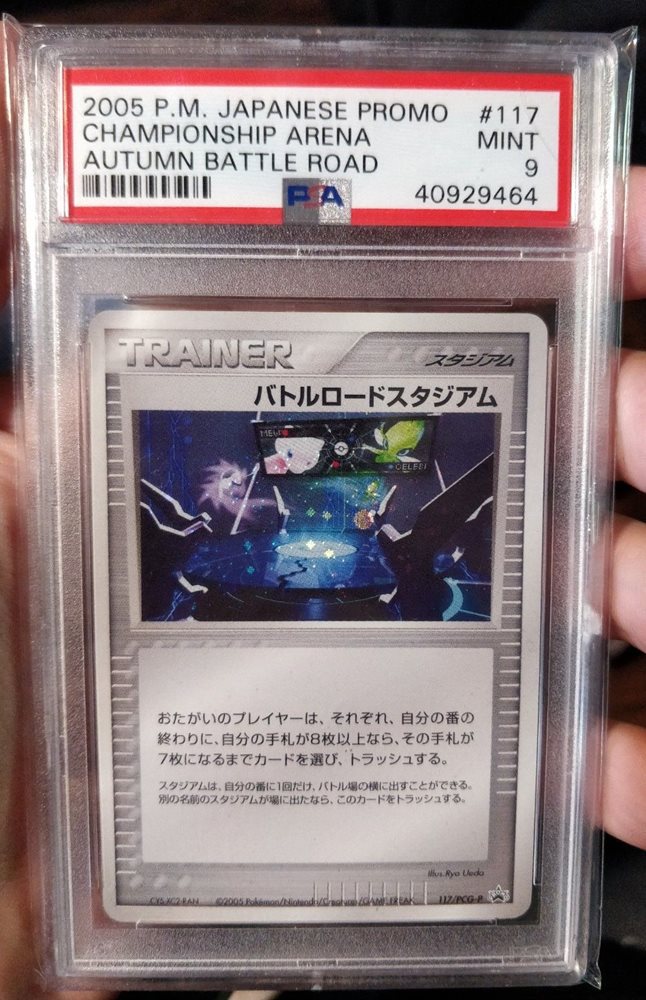 2005 P.M. JAPANESE PROMO #117
CHAMPIONSHIP ARENA MINT
AUTUMN BATTLE ROAD 9
PSA 40929464
TRAINER スタジアム
バトルロードスタジアム
MEW
CELEBI
おたがいのプレイヤーは、それぞれ、自分の番の
終わりに、自分の手札が8枚以上なら、その手札が
7枚になるまでカードを選び、トラッシュする。
スタジアムは、自分の番に1回だけ、バトル場の横に出すことができる。
別の名前のスタジアムが場に出たなら、このカードをトラッシュする。
Illus.Ryo Ueda
©2005 Pokémon/Nintendo/Creatures/GAME FREAK 117/PCG-P